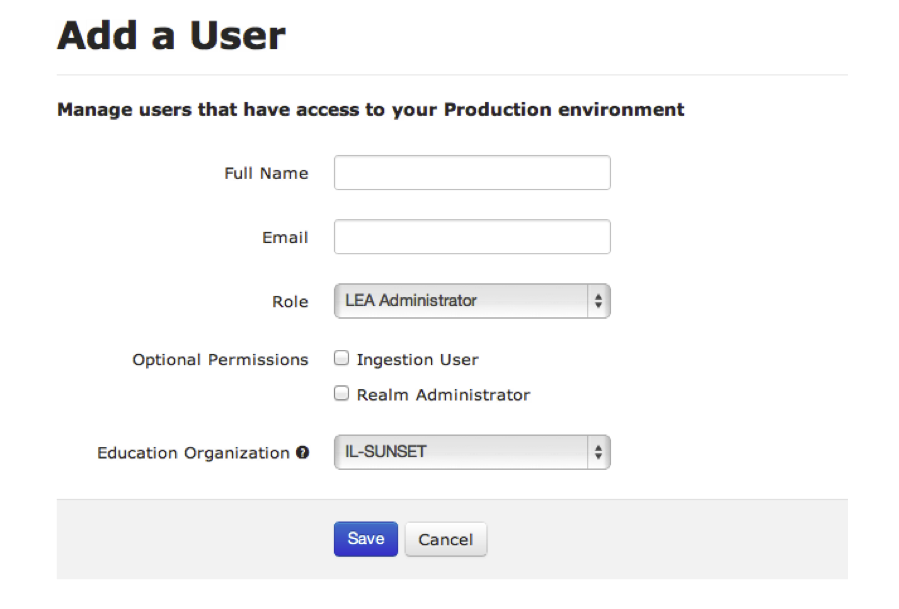 Add a User
Manage users that have access to your Production environment
Full Name
Email
Role LEA Administrator
Optional Permissions Ingestion User
Realm Administrator
Education Organization ? IL-SUNSET
Save Cancel